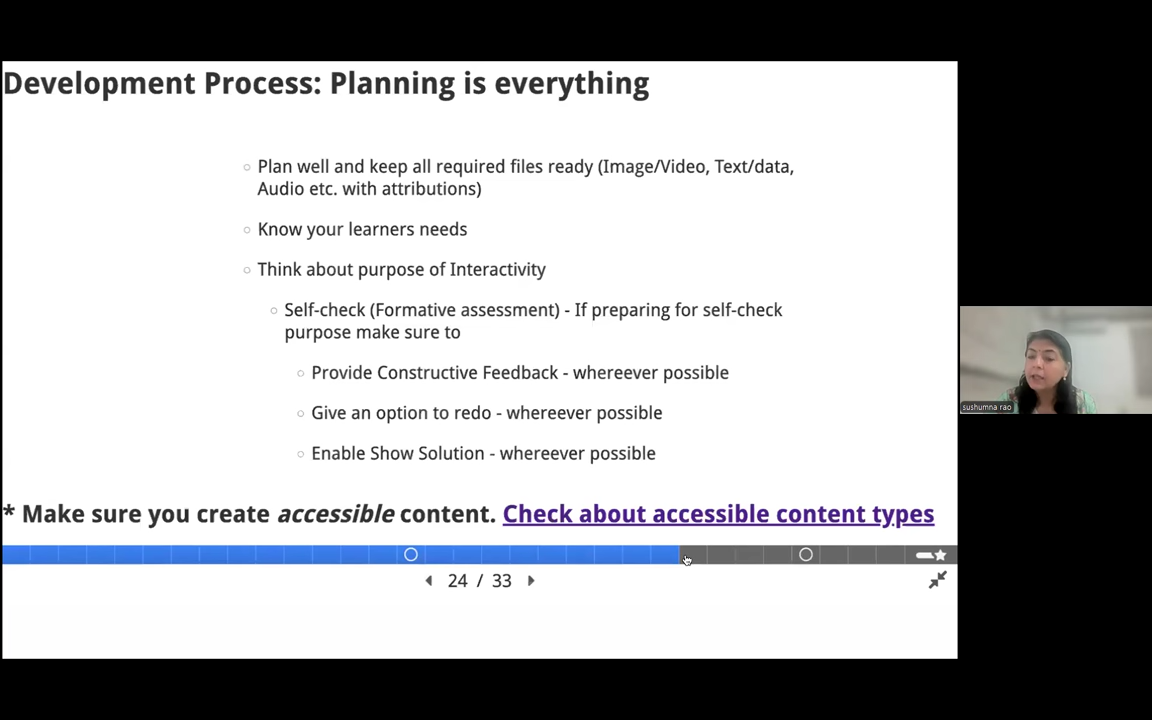 Development Process: Planning is everything
Plan well and keep all required files ready (Image/Video, Text/data,
Audio etc. with attributions)
Know your learners needs
Think about purpose of Interactivity
Self-check (Formative assessment) - If preparing for self-check
purpose make sure to
Provide Constructive Feedback - whereever possible
Give an option to redo - whereever possible
Enable Show Solution - whereever possible
* Make sure you create accessible content. Check about accessible content types
24 / 33
sushumna rao